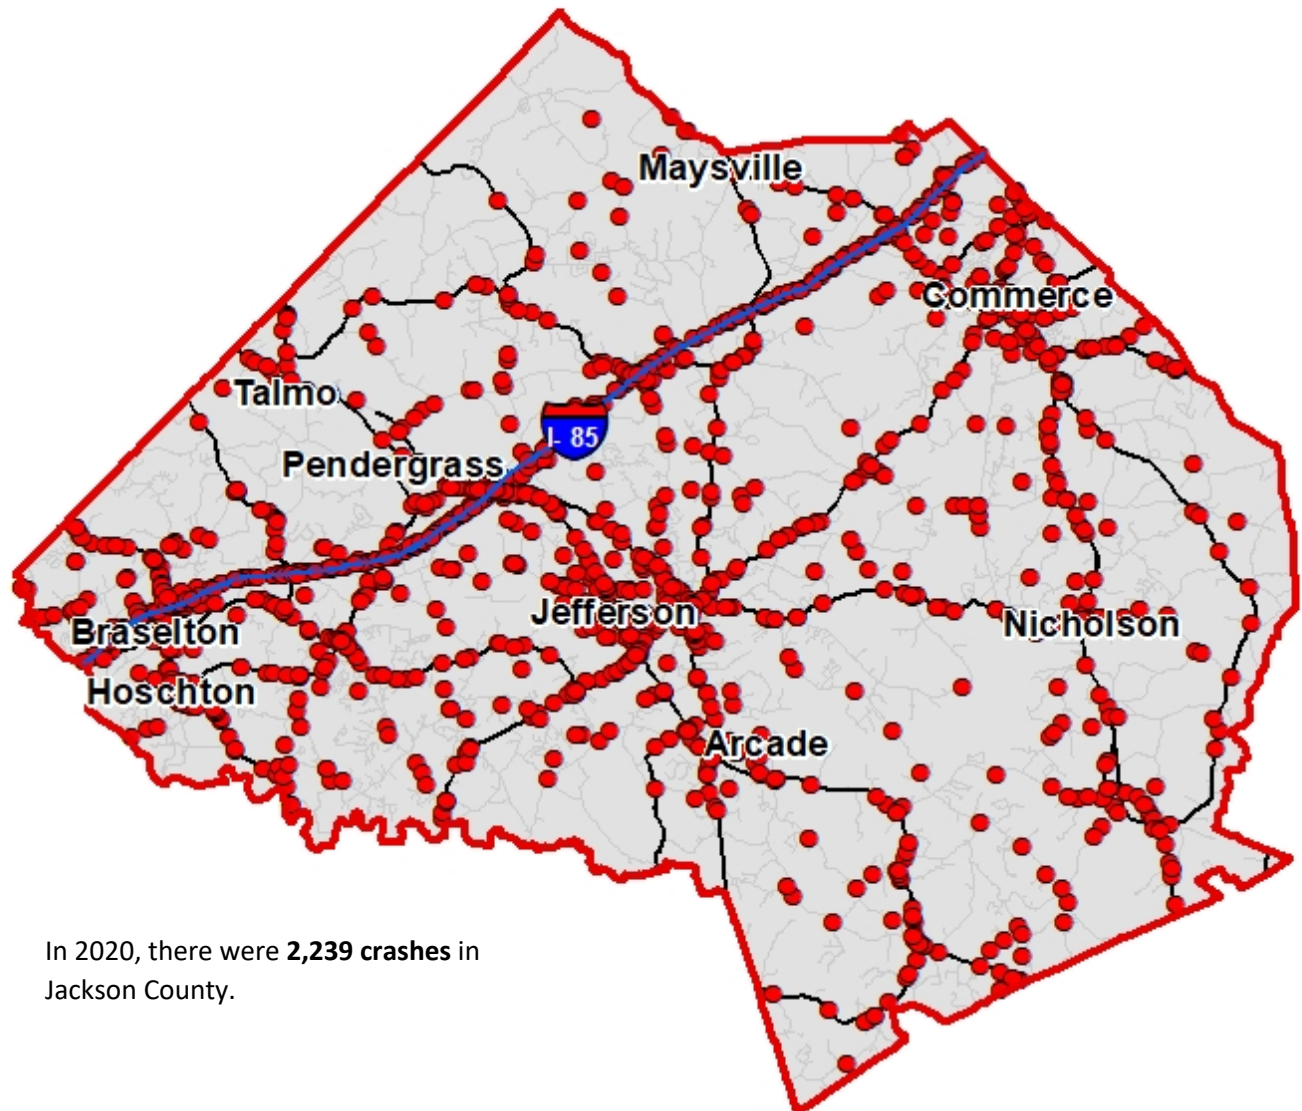 Maysville
Commerce
Talmo
I- 85
Pendergrass
Jefferson
Nicholson
Braselton
Hoschton
Arcade
In 2020, there were 2,239 crashes in
Jackson County.